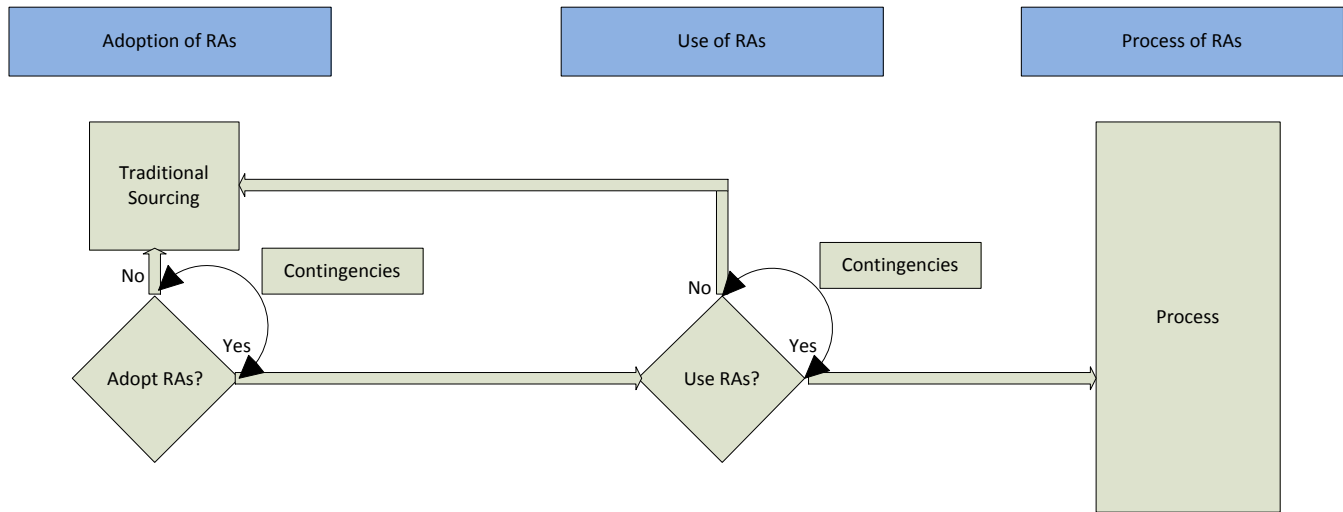 Adoption of RAs
Use of RAs
Process of RAs
Traditional
Sourcing
No
Contingencies
Yes
Adopt RAs?
No
Contingencies
Yes
Use RAs?
Process